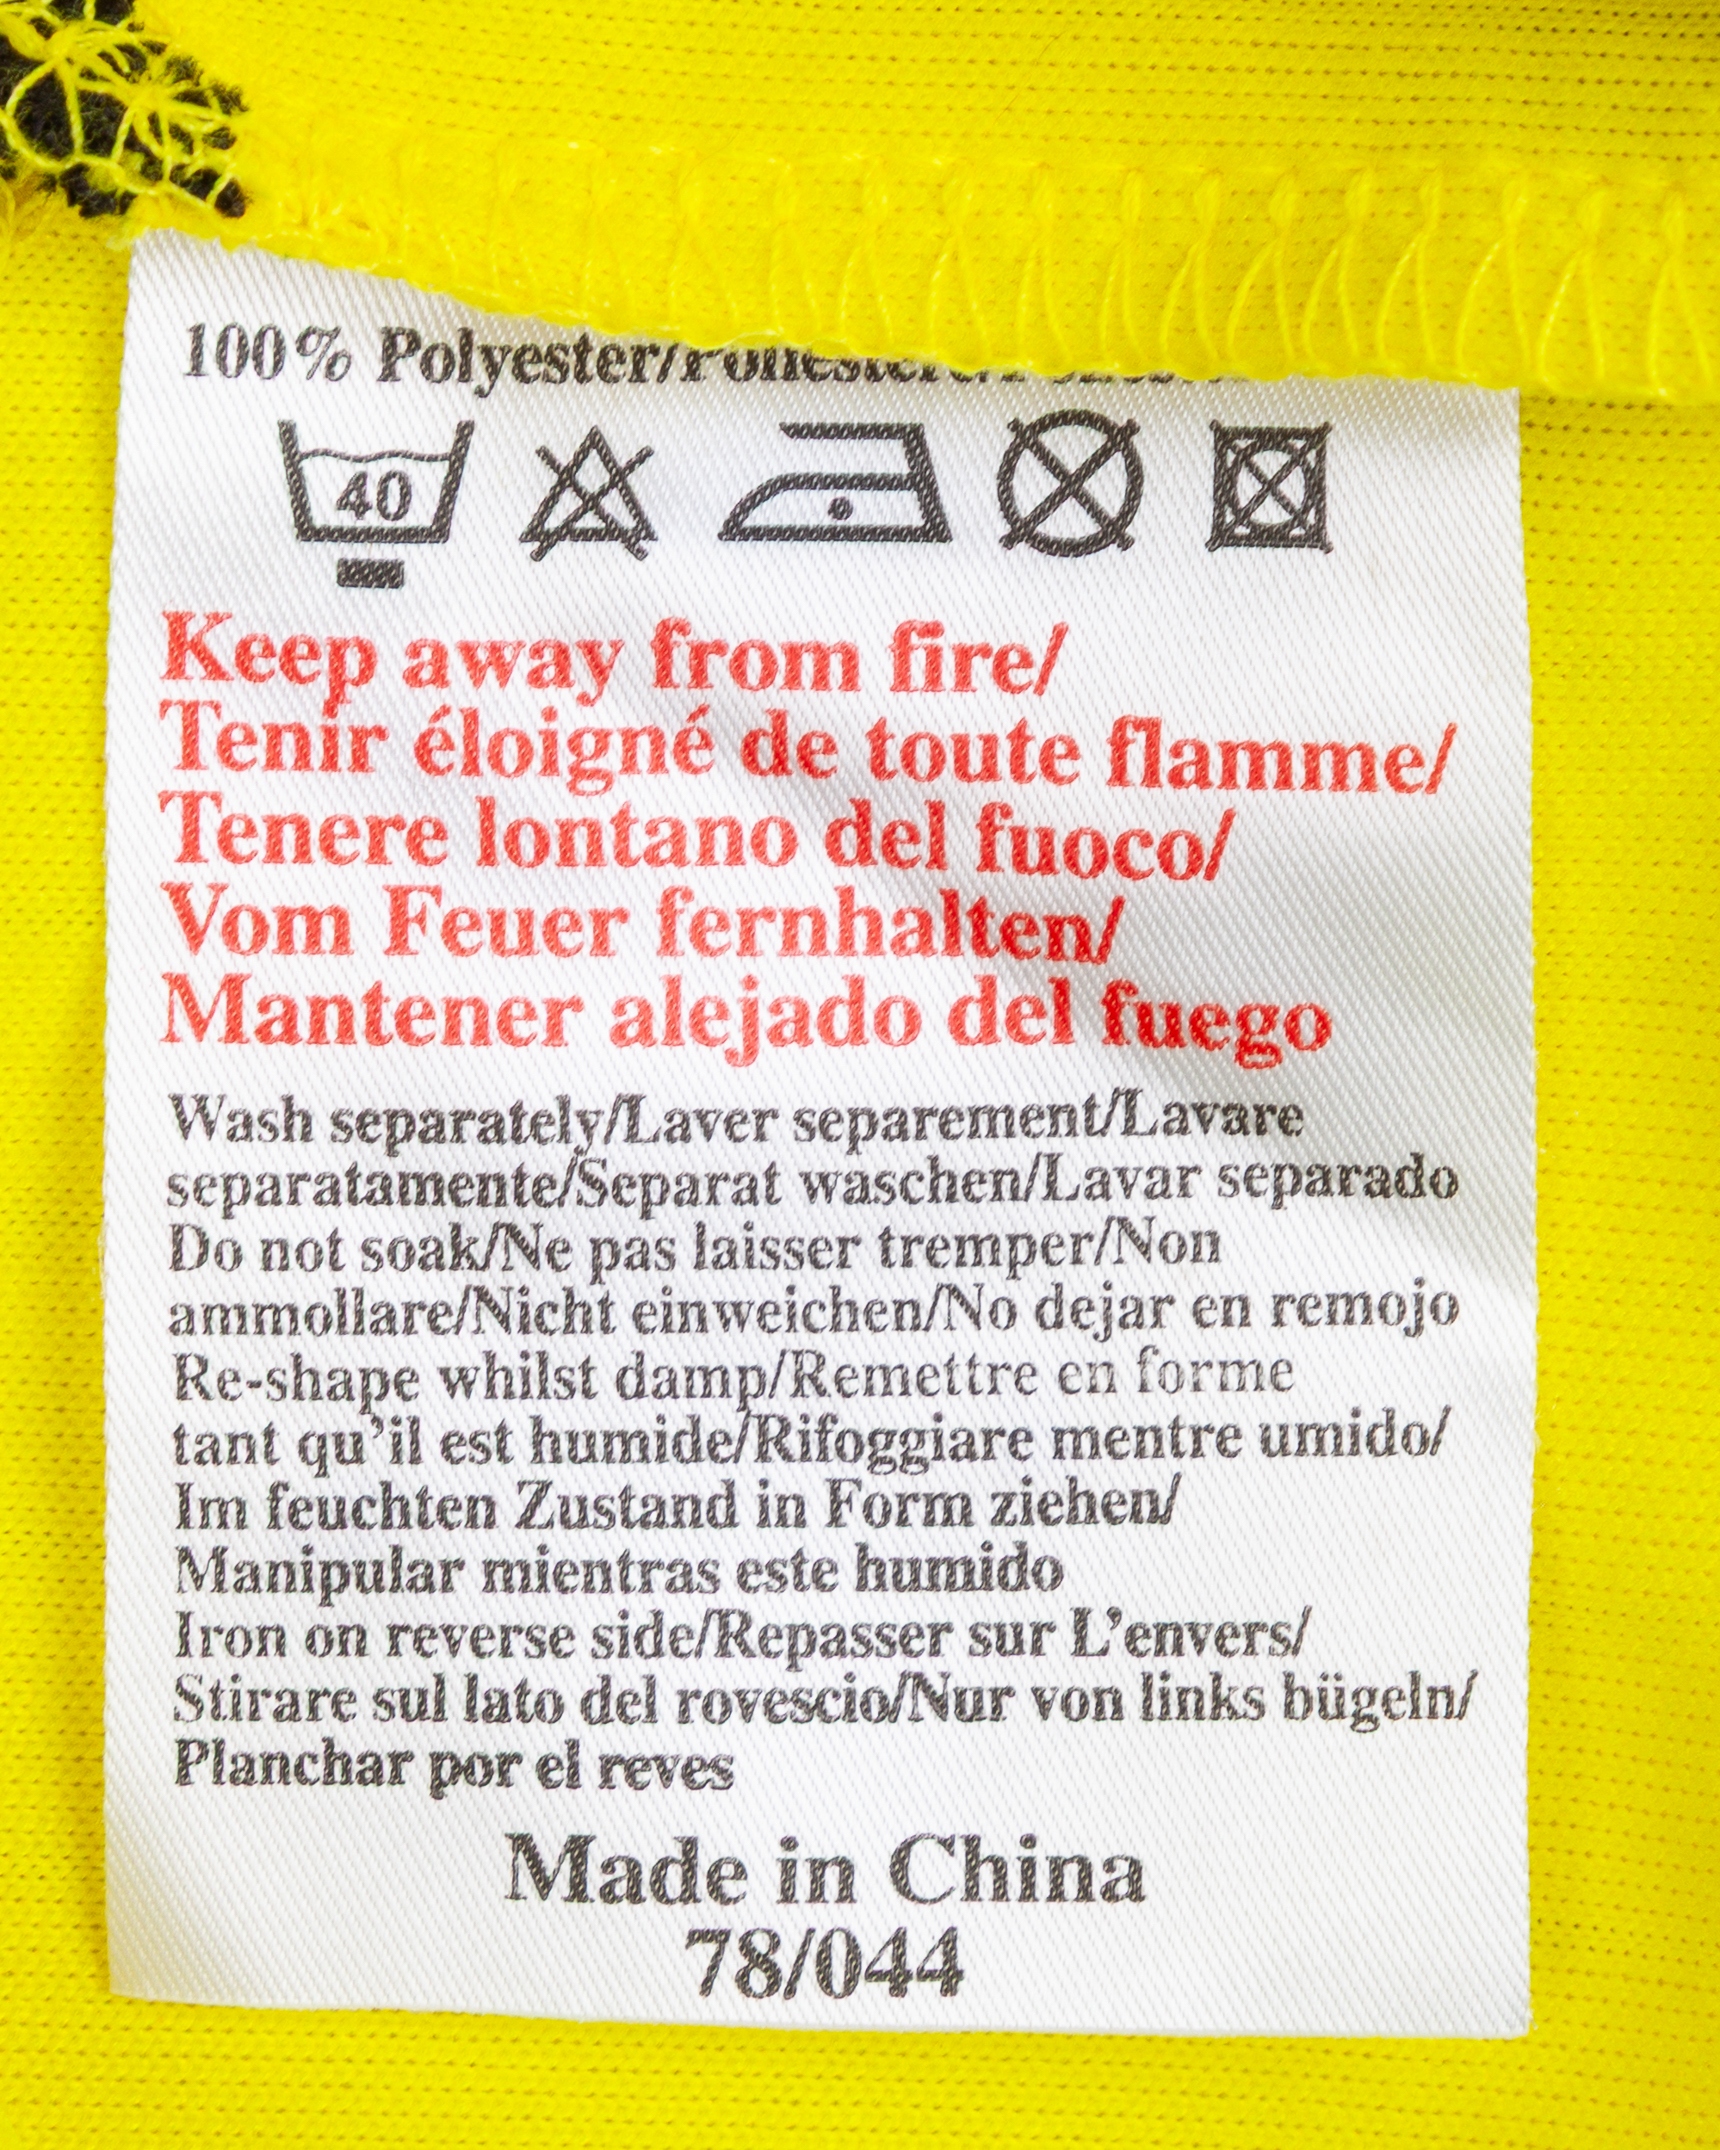 100% Polyester/
40
Keep away from fire/
Tenir éloigné de toute flamme/
Tenere lontano del fuoco/
Vom Feuer fernhalten/
Mantener alejado del fuego
Wash separately/Laver separement/Lavare
separatamente/Separat waschen/Lavar separado
Do not soak/Ne pas laisser tremper/Non
ammollare/Nicht einweichen/No dejar en remojo
Re-shape whilst damp/Remettre en forme
tant qu’il est humide/Rifoggiare mentre umido/
Im feuchten Zustand in Form ziehen/
Manipular mientras este humido
Iron on reverse side/Repasser sur L’envers/
Stirare sul lato del rovescio/Nur von links bügeln/
Planchar por el reves
Made in China
78/044